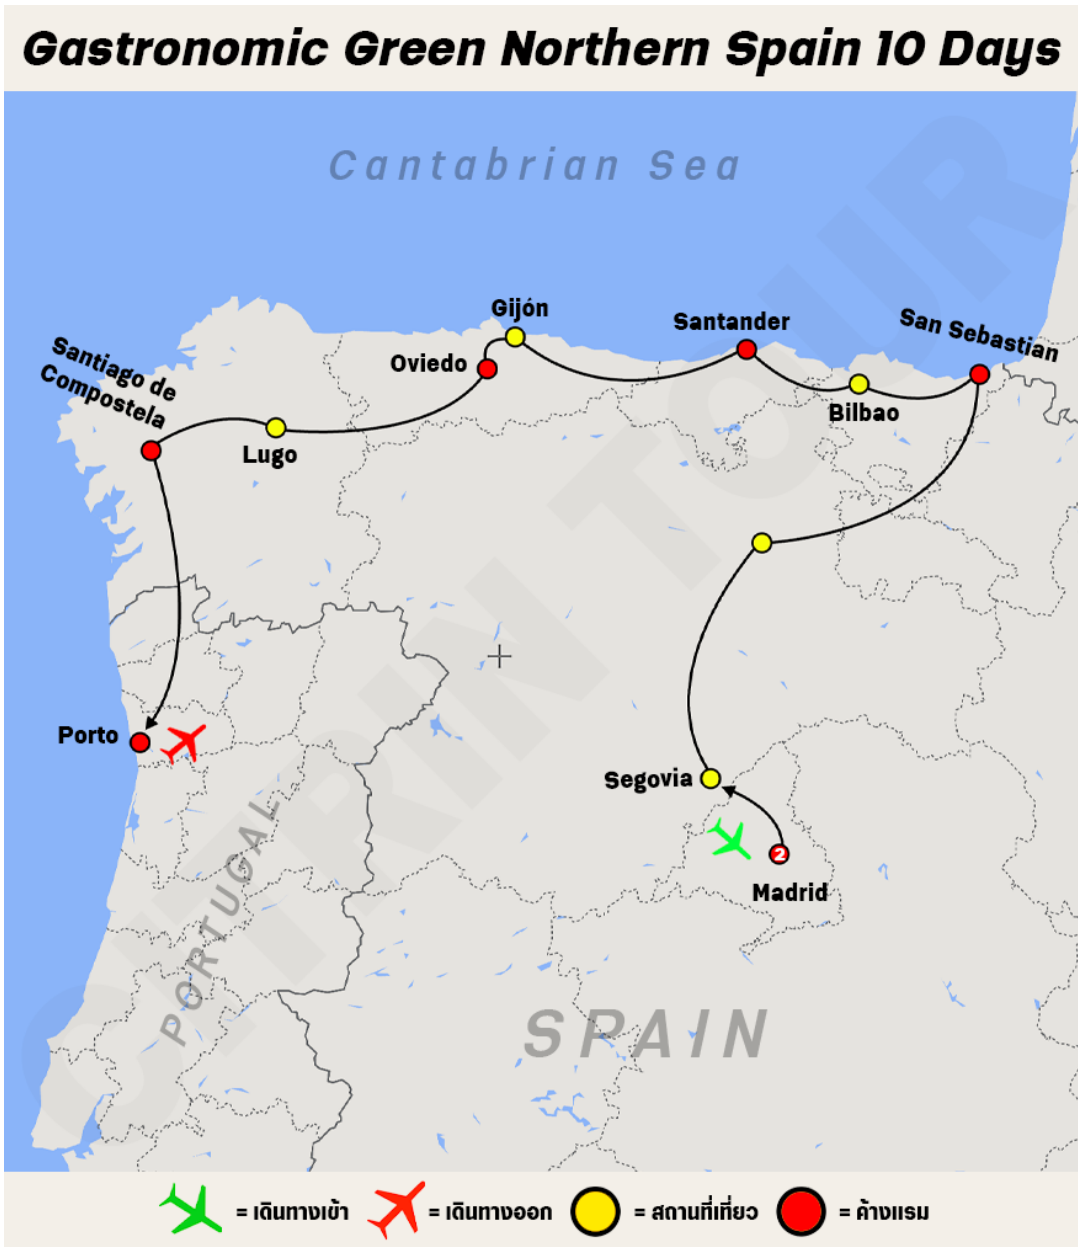 Gastronomic Green Northern Spain 10 Days
Cantabrian Sea
Gijón
Santander
San Sebastian
Oviedo
Santiago de
Compostela
Bilbao
Lugo
Porto
Segovia
2
Madrid
PORTUGAL
SPAIN
CITRIN TOUR
= เดินทางเข้า = เดินทางออก = สถานที่เที่ยว = ค้างแรม